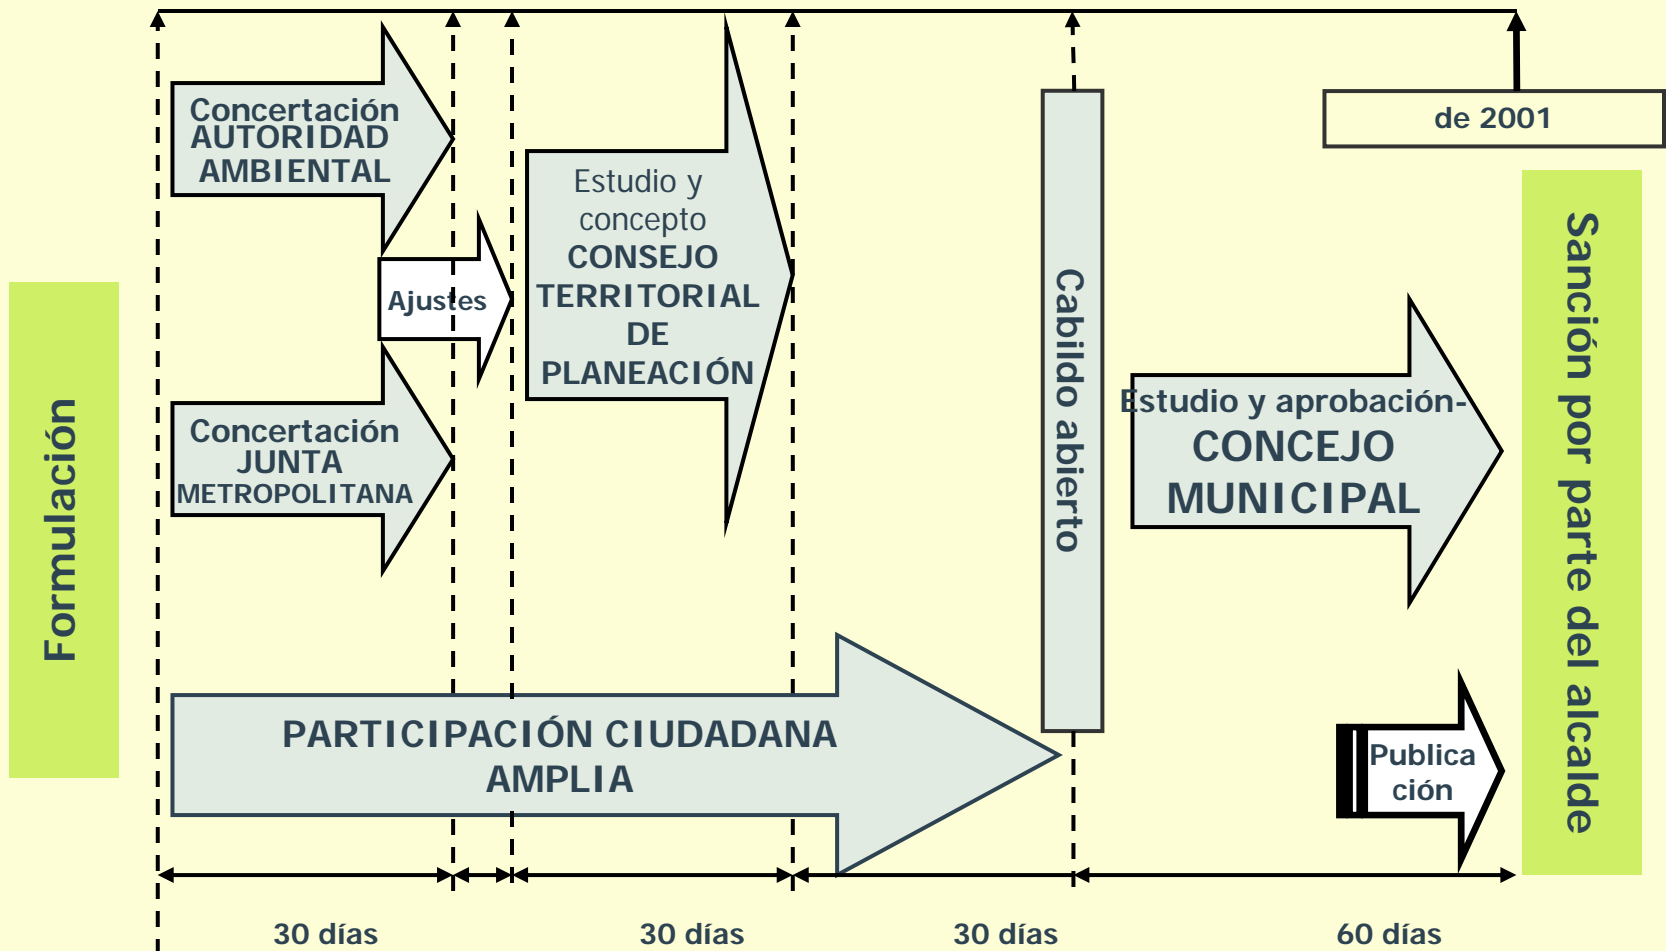 Formulación
Concertación
AUTORIDAD
AMBIENTAL
Ajustes
Concertación
JUNTA
METROPOLITANA
Estudio y
concepto
CONSEJO
TERRITORIAL
DE
PLANEACIÓN
PARTICIPACIÓN CIUDADANA
AMPLIA
Cabildo abierto
Estudio y aprobación-
CONCEJO
MUNICIPAL
de 2001
Publica
ción
Sanción por parte del alcalde
30 días
30 días
30 días
60 días